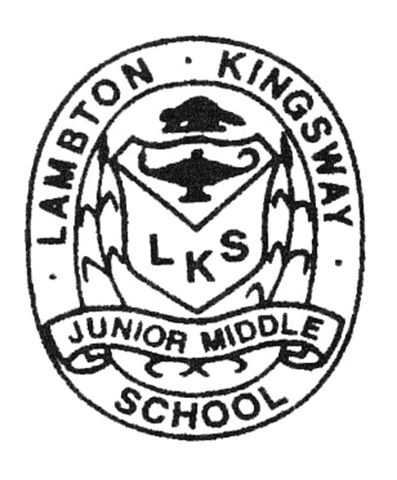 LAMBTON · KINGSWAY
LKS
JUNIOR MIDDLE
SCHOOL